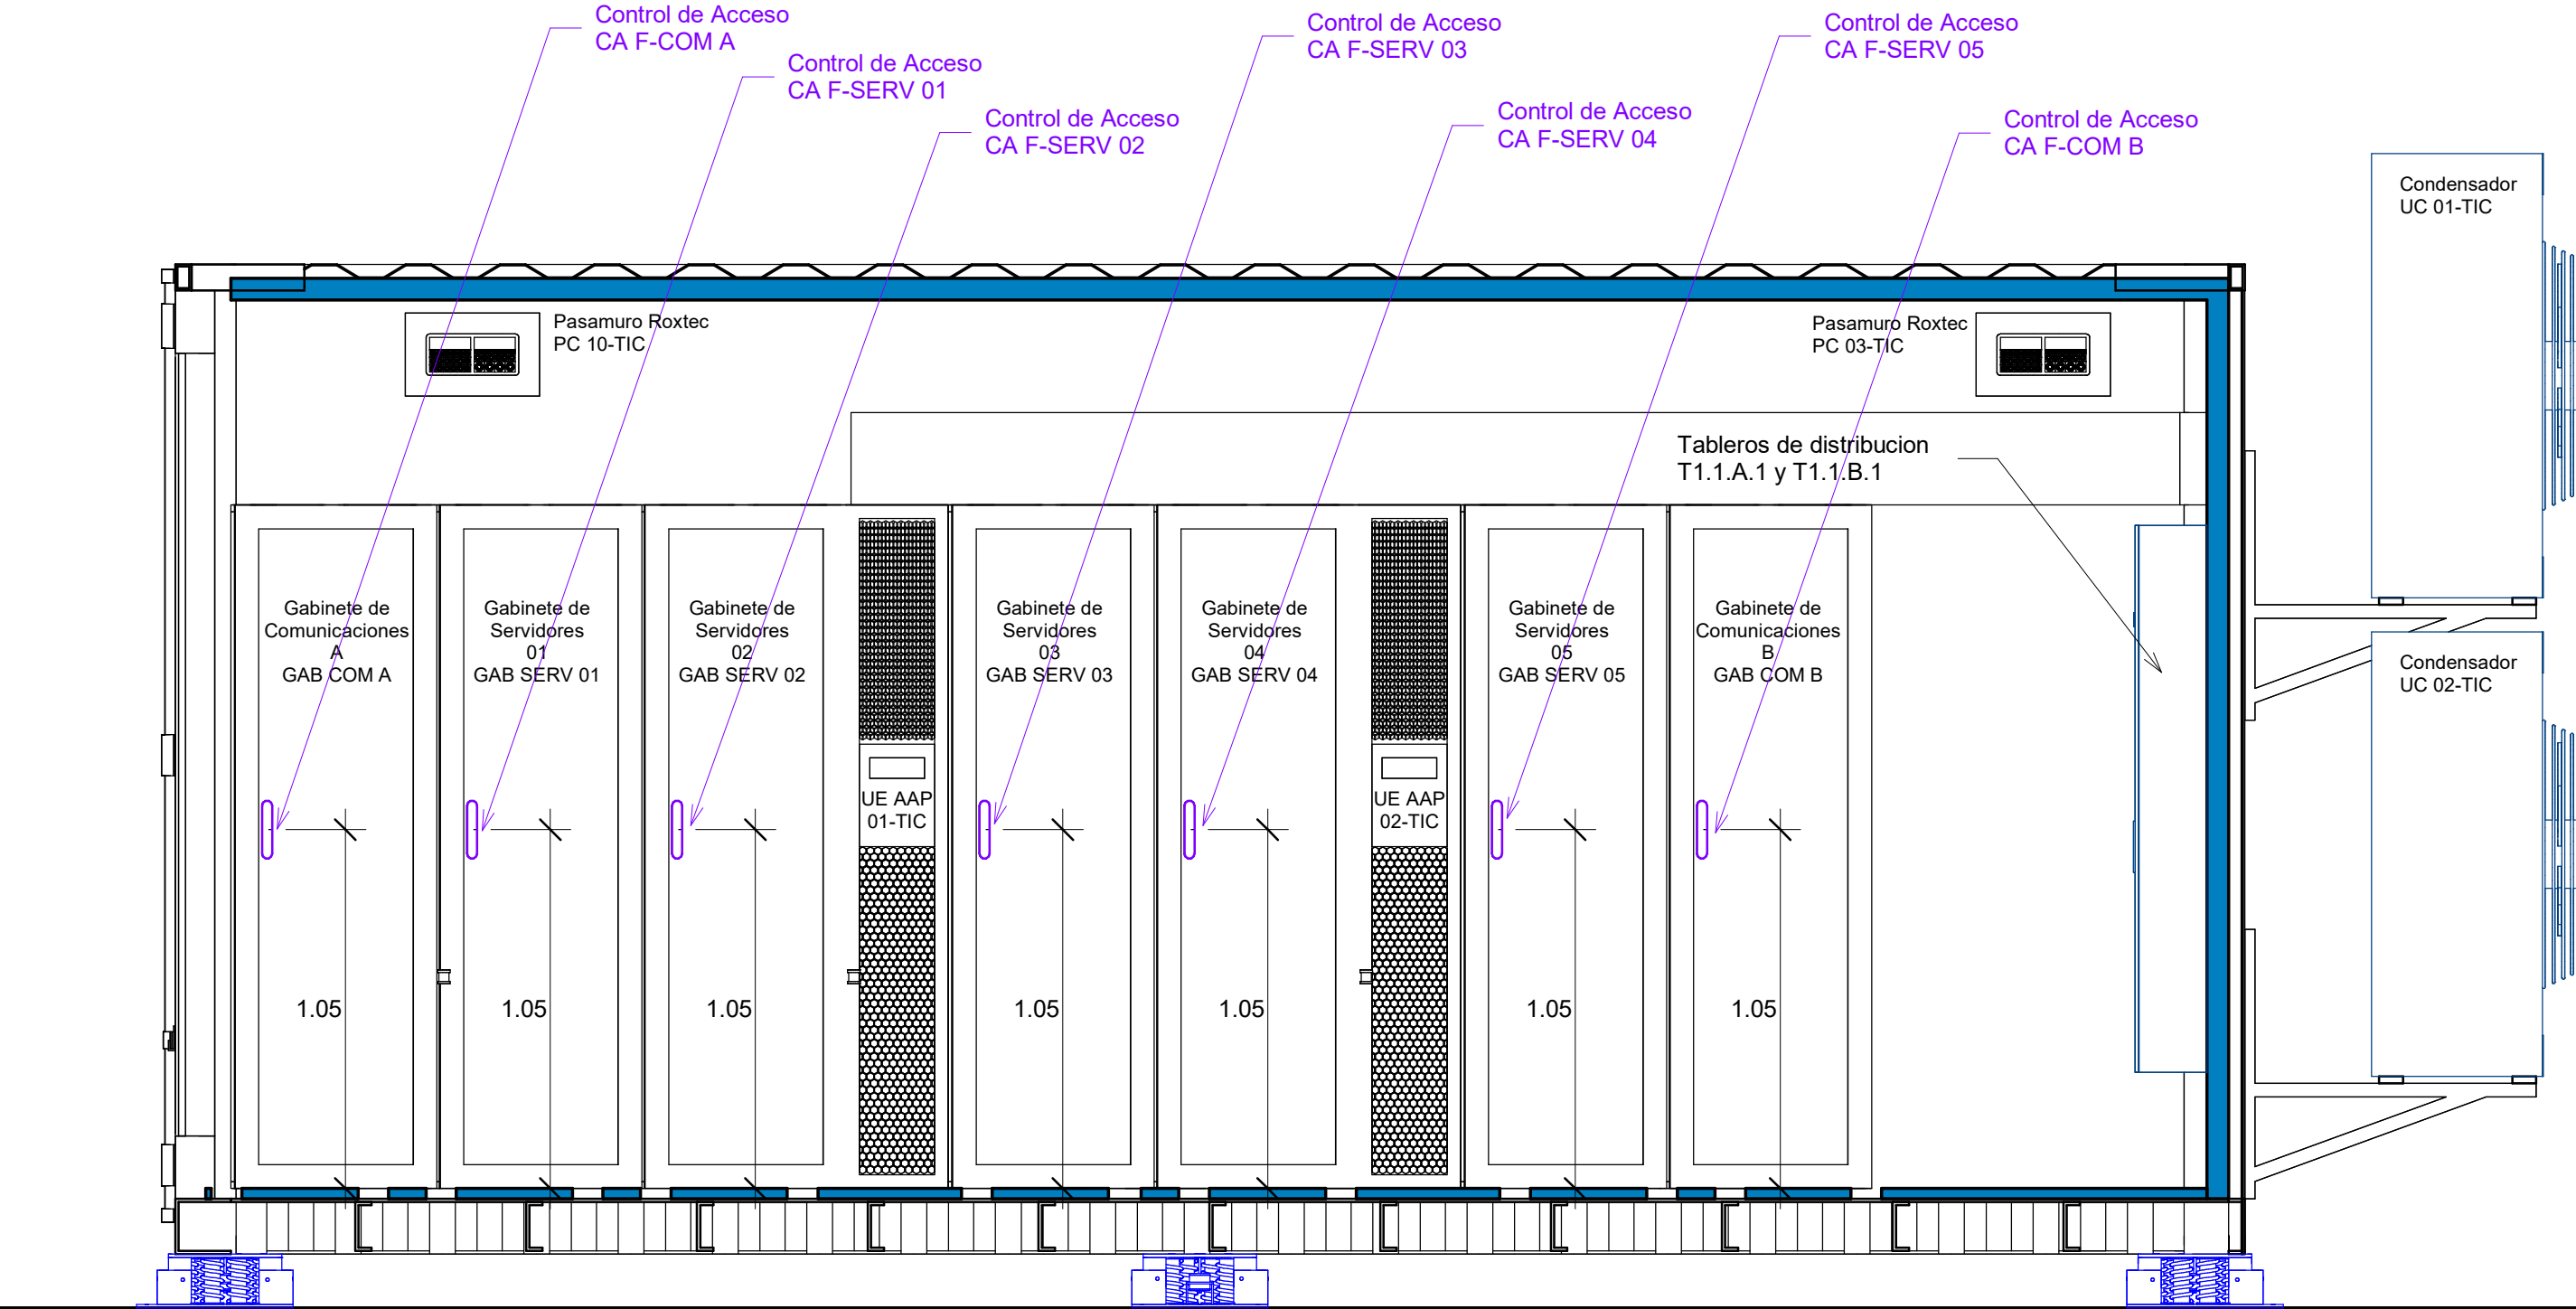 Control de Acceso
CA F-COM A
Control de Acceso
CA F-SERV 01
Control de Acceso
CA F-SERV 02
Control de Acceso
CA F-SERV 03
Control de Acceso
CA F-SERV 04
Control de Acceso
CA F-SERV 05
Control de Acceso
CA F-COM B
Condensador
UC 01-TIC
Pasamuro Roxtec
PC 10-TIC
Pasamuro Roxtec
PC 03-TIC
Tableros de distribucion
T1.1.A.1 y T1.1.B.1
Gabinete de
Comunicaciones
A
GAB COM A
Gabinete de
Servidores
01
GAB SERV 01
Gabinete de
Servidores
02
GAB SERV 02
Gabinete de
Servidores
03
GAB SERV 03
Gabinete de
Servidores
04
GAB SERV 04
Gabinete de
Servidores
05
GAB SERV 05
Gabinete de
Comunicaciones
B
GAB COM B
Condensador
UC 02-TIC
UE AAP
01-TIC
UE AAP
02-TIC
1.05
1.05
1.05
1.05
1.05
1.05
1.05